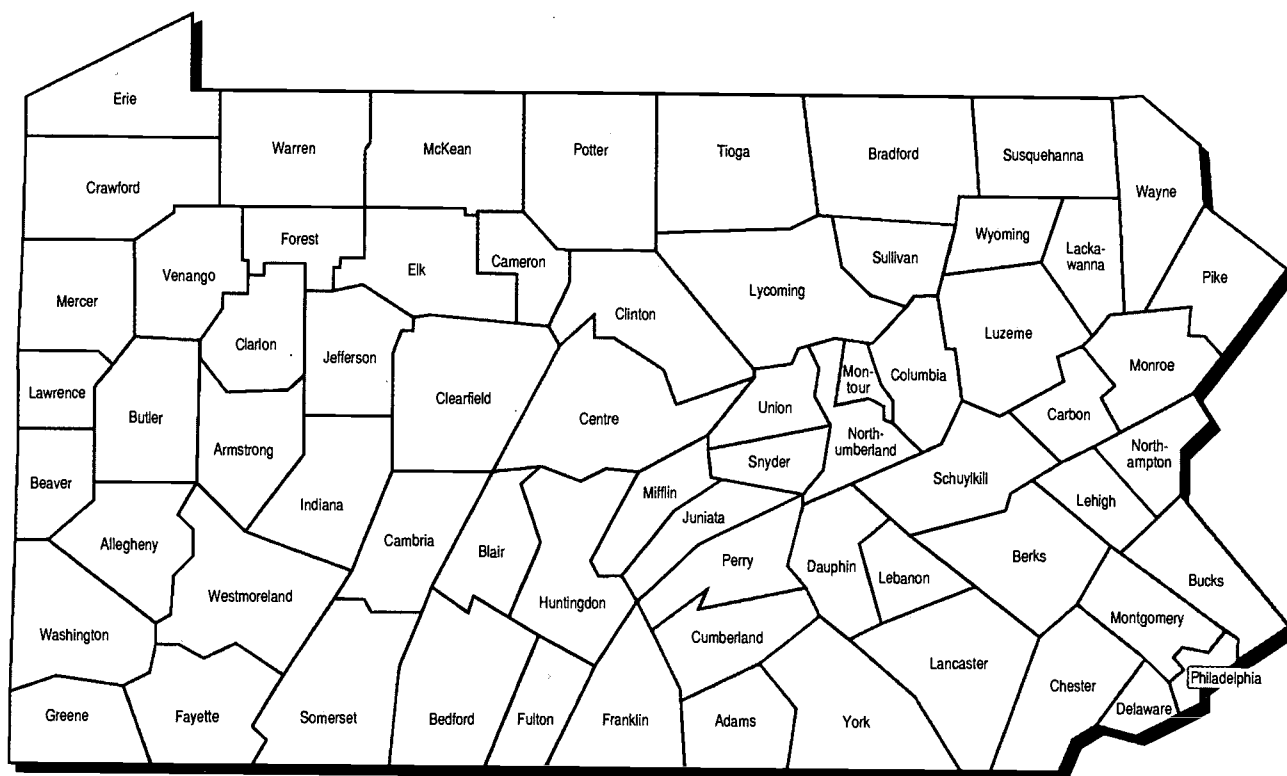 Erie
Warren
McKean
Potter
Tioga
Bradford
Susquehanna
Crawford
Wayne
Forest
Wyoming
Venango
Elk
Cameron
Sullivan
Lacka-
wanna
Mercer
Lycoming
Pike
Clinton
Luzeme
Clarlon
Jefferson
Monroe
Lawrence
Mon-
tour
Columbia
Butler
Clearfield
Centre
Union
Carbon
Armstrong
North-
umberland
North-
ampton
Beaver
Snyder
Schuylkill
Indiana
Mifflin
Lehigh
Juniata
Allegheny
Cambria
Blair
Perry
Dauphin
Lebanon
Berks
Bucks
Westmoreland
Huntingdon
Montgomery
Washington
Cumberland
Lancaster
Philadelphia
Chester
Greene
Fayette
Somerset
Bedford
Fulton
Franklin
Adams
York
Delaware